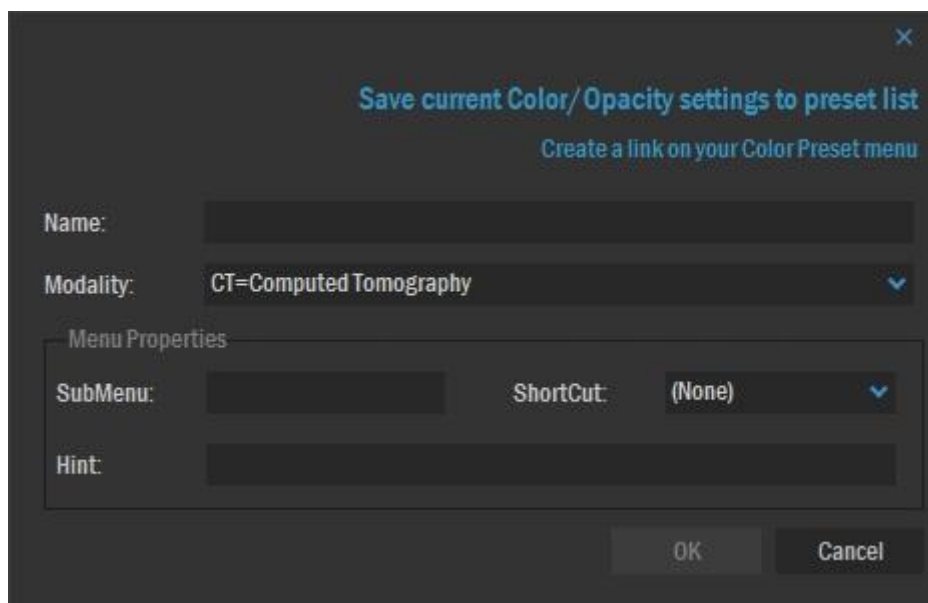 Save current Color/Opacity settings to preset list
Create a link on your Color Preset menu
Name:
Modality: CT=Computed Tomography
Menu Properties
SubMenu: ShortCut: (None)
Hint:
OK Cancel